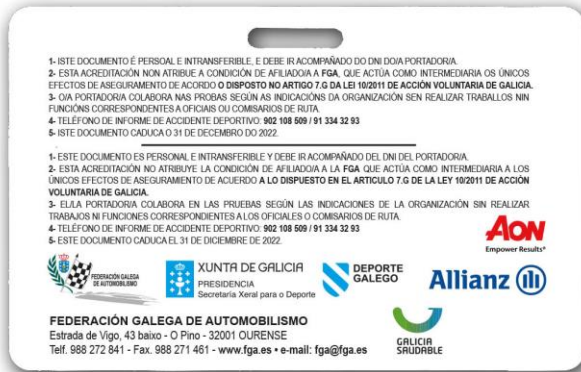 1- ISTE DOCUMENTO É PERSOAL E INTRANSFERIBLE, E DEBE IR ACOMPAÑADO DO DNI DO/A PORTADOR/A.
2- ESTA ACREDITACIÓN NON ATRIBUE A CONDICIÓN DE AFILIADO/A A FGA, QUE ACTÚA COMO INTERMEDIARIA OS ÚNICOS
EFECTOS DE ASEGURAMENTO DE ACORDO O DISPOSTO NO ARTIGO 7.G DA LEI 10/2011 DE ACCIÓN VOLUNTARIA DE GALICIA.
3- O/A PORTADOR/A COLABORA NAS PROBAS SEGÚN AS INDICACIÓNS DA ORGANIZACIÓN SEN REALIZAR TRABALLOS NIN
FUNCIÓNS CORRESPONDENTES A OFICIAIS OU COMISARIOS DE RUTA.
4- TELÉFONO DE INFORME DE ACCIDENTE DEPORTIVO: 902 108 509 / 91 334 32 93
5- ISTE DOCUMENTO CADUCA O 31 DE DECEMBRO DO 2022.
1- ESTE DOCUMENTO ES PERSONAL E INTRANSFERIBLE Y DEBE IR ACOMPAÑADO DEL DNI DEL PORTADOR/A.
2- ESTA ACREDITACIÓN NO ATRIBUYE LA CONDICIÓN DE AFILIADO/A A LA FGA QUE ACTÚA COMO INTERMEDIARIA A LOS
ÚNICOS EFECTOS DE ASEGURAMIENTO DE ACUERDO A LO DISPUESTO EN EL ARTICULO 7.G DE LA LEY 10/2011 DE ACCIÓN
VOLUNTARIA DE GALICIA.
3- EL/LA PORTADOR/A COLABORA EN LAS PRUEBAS SEGÚN LAS INDICACIONES DE LA ORGANIZACIÓN SIN REALIZAR
TRABAJOS NI FUNCIONES CORRESPONDIENTES A LOS OFICIALES O COMISARIOS DE RUTA.
4- TELÉFONO DE INFORME DE ACCIDENTE DEPORTIVO: 902 108 509 / 91 334 32 93
5- ESTE DOCUMENTO CADUCA EL 31 DE DICIEMBRE DE 2022.
AON
Empower Results®
FEDERACIÓN GALEGA
DE AUTOMOBILISMO
XUNTA DE GALICIA
PRESIDENCIA
Secretaría Xeral para o Deporte
DEPORTE
GALEGO
Allianz
FEDERACIÓN GALEGA DE AUTOMOBILISMO
Estrada de Vigo, 43 baixo - O Pino - 32001 OURENSE
Telf. 988 272 841 - Fax. 988 271 461 - www.fga.es • e-mail: fga@fga.es
GALICIA
SAUDABLE